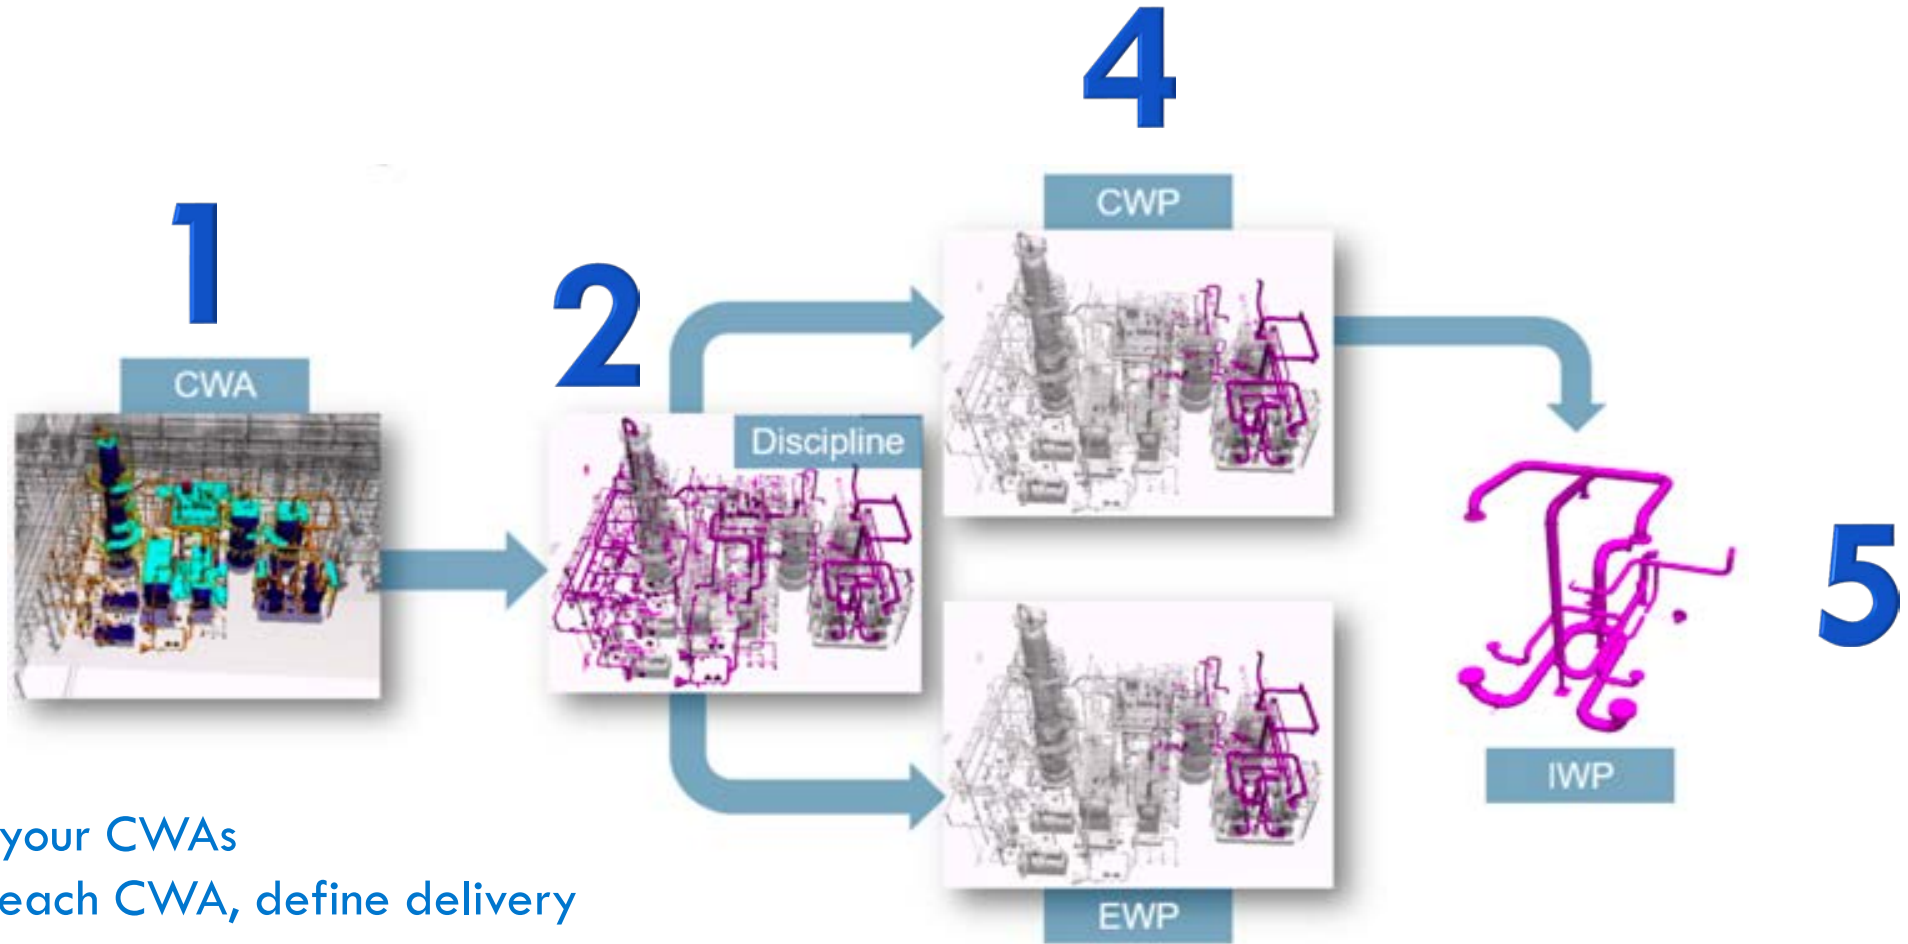 4
CWP
1
2
CWA
Discipline
5
IWP
your CWAs
each CWA, define delivery
EWP